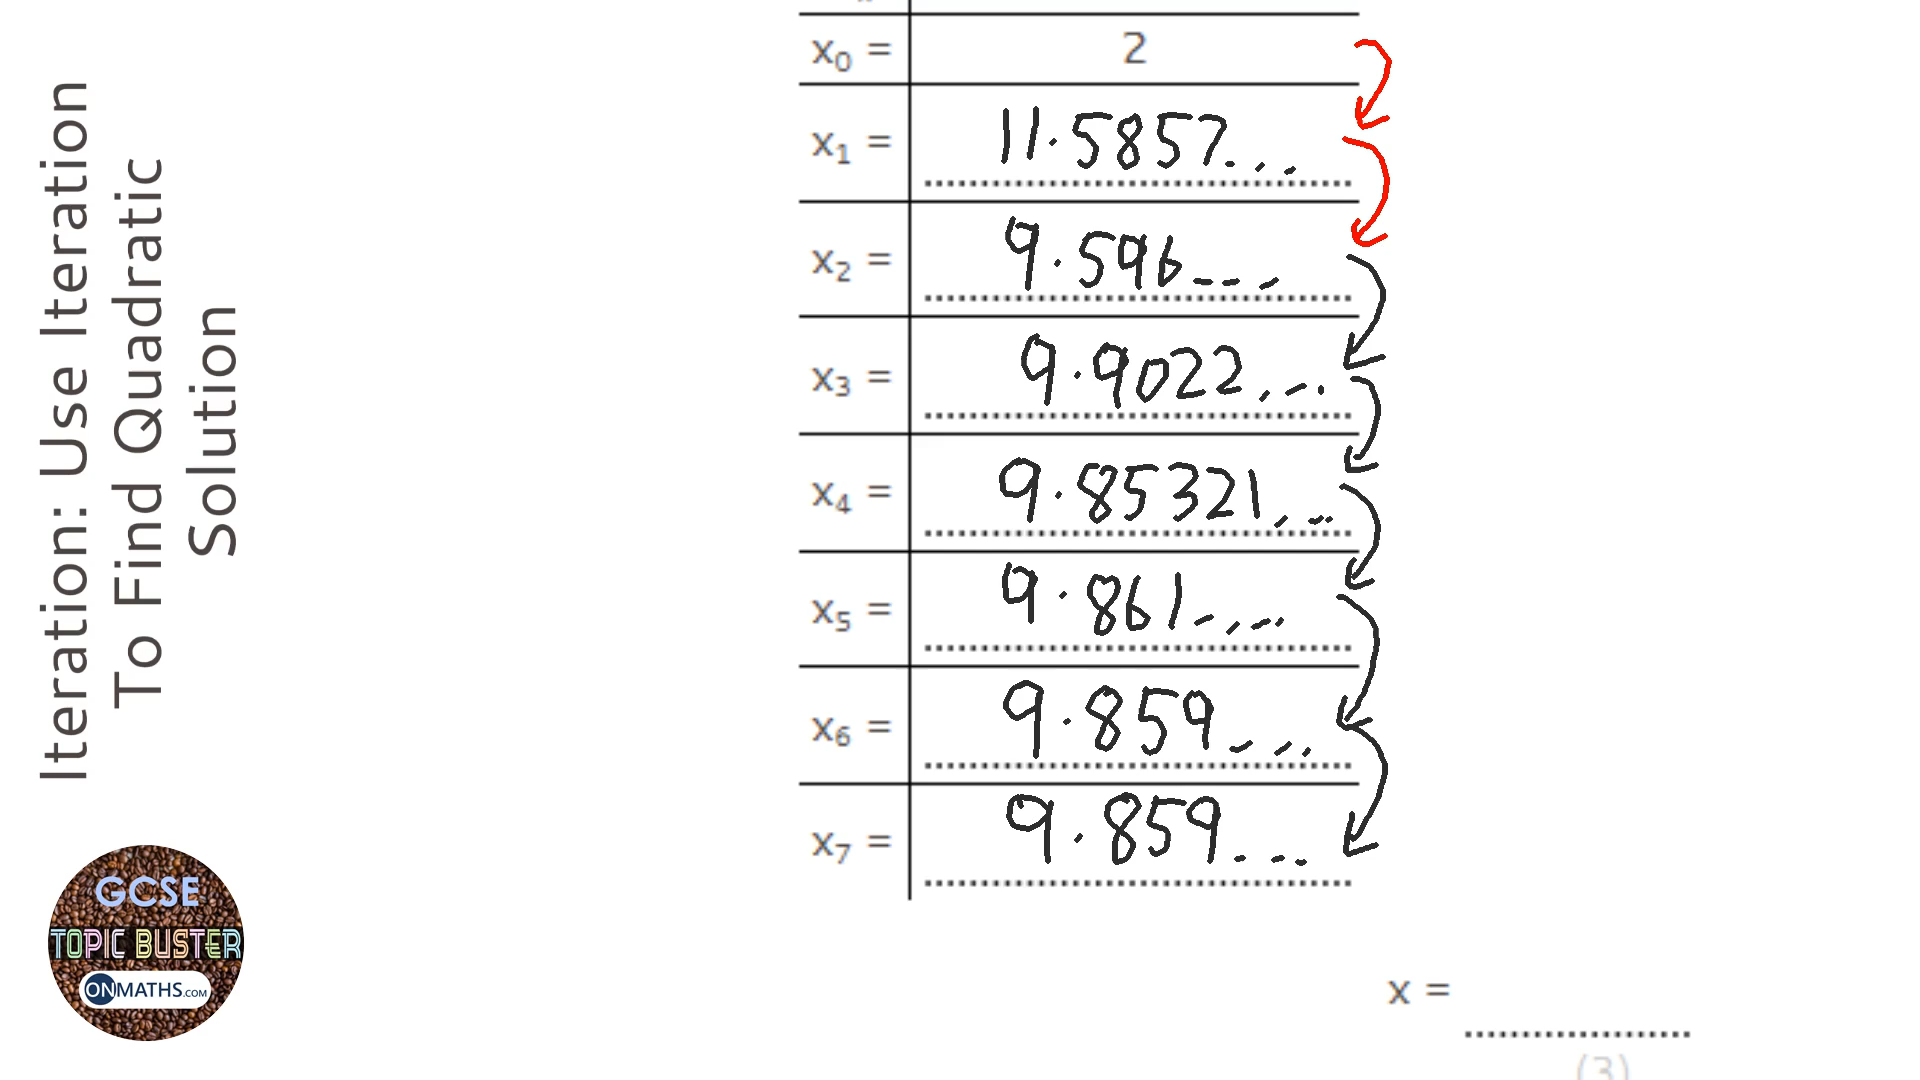 Iteration: Use Iteration
To Find Quadratic
Solution
x₀ = 2
x₁ = 11.5857...
x₂ = 9.596...
x₃ = 9.9022...
x₄ = 9.85321...
x₅ = 9.861...
x₆ = 9.859...
x₇ = 9.859...
GCSE
TOPIC BUSTER
ONMATHS.COM
x =
(3)